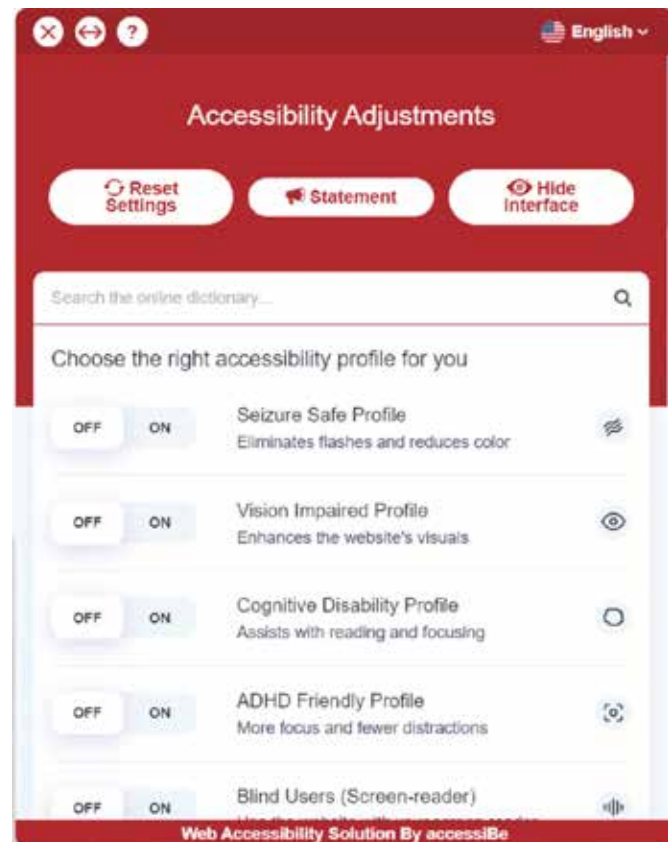 English
Accessibility Adjustments
Reset
Settings
Statement
Hide
Interface
Search the online dictionary...
Choose the right accessibility profile for you
OFF ON Seizure Safe Profile
Eliminates flashes and reduces color
OFF ON Vision Impaired Profile
Enhances the website's visuals
OFF ON Cognitive Disability Profile
Assists with reading and focusing
OFF ON ADHD Friendly Profile
More focus and fewer distractions
OFF ON Blind Users (Screen-reader)
Web Accessibility Solution By accessiBe